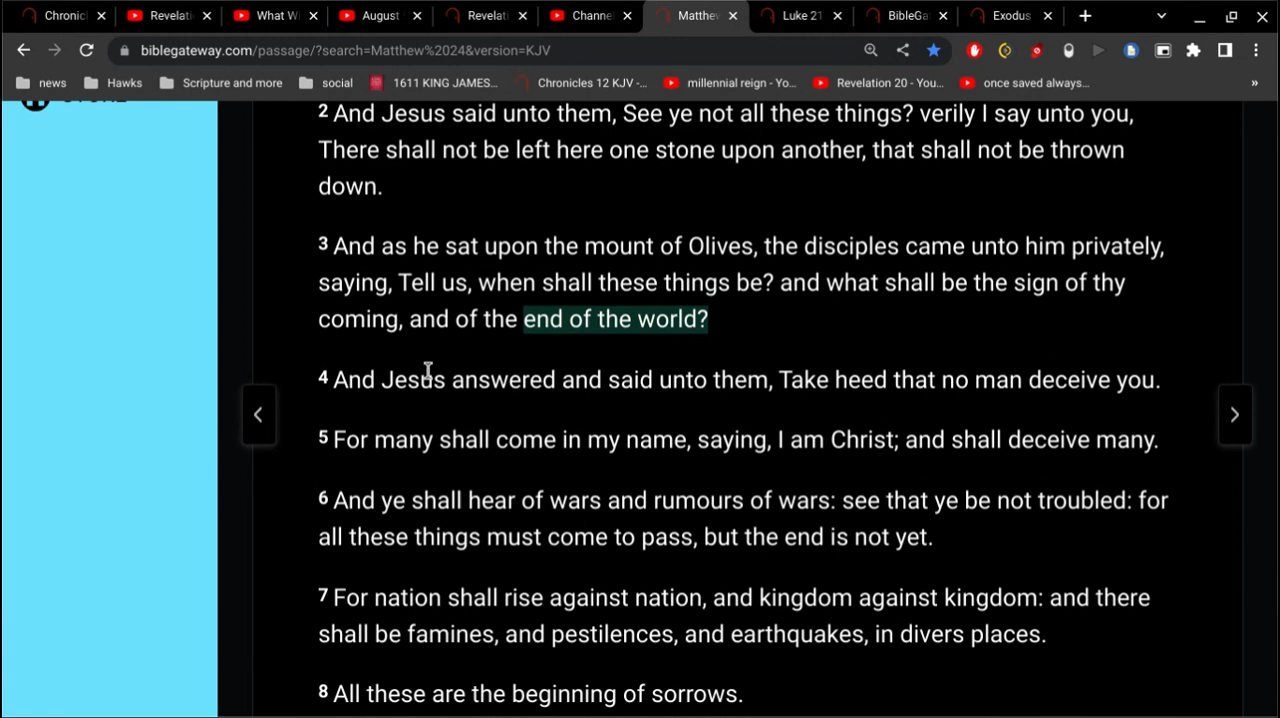 Chronic
Revelati
What Wi
August
Revelati
Channel
Matthew
Luke 21
BibleGa
Exodus
biblegateway.com/passage/?search=Matthew%2024&version=KJV
news
Hawks
Scripture and more
social
1611 KING JAMES...
Chronicles 12 KJV -...
millennial reign - Yo...
Revelation 20 - You...
once saved always...
2 And Jesus said unto them, See ye not all these things? verily I say unto you,
There shall not be left here one stone upon another, that shall not be thrown
down.
3 And as he sat upon the mount of Olives, the disciples came unto him privately,
saying, Tell us, when shall these things be? and what shall be the sign of thy
coming, and of the end of the world?
4 And Jesus answered and said unto them, Take heed that no man deceive you.
5 For many shall come in my name, saying, I am Christ; and shall deceive many.
6 And ye shall hear of wars and rumours of wars: see that ye be not troubled: for
all these things must come to pass, but the end is not yet.
7 For nation shall rise against nation, and kingdom against kingdom: and there
shall be famines, and pestilences, and earthquakes, in divers places.
8 All these are the beginning of sorrows.